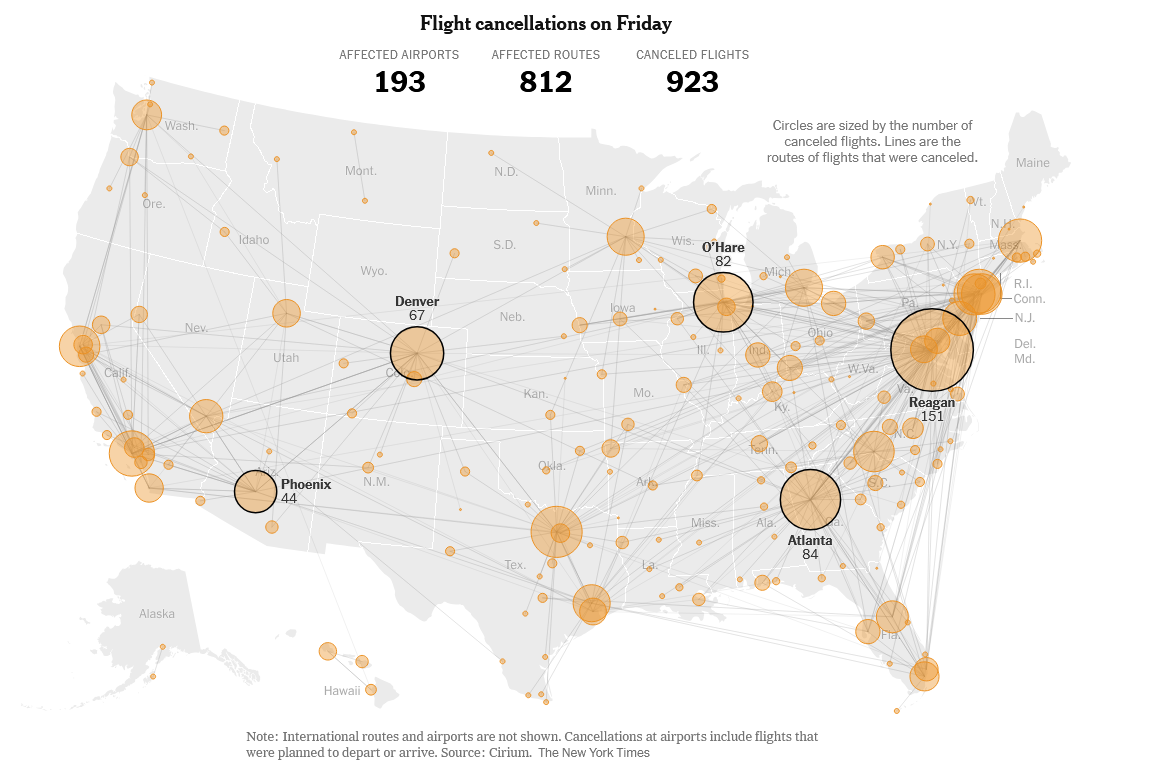 Flight cancellations on Friday
AFFECTED AIRPORTS
193
AFFECTED ROUTES
812
CANCELED FLIGHTS
923
Circles are sized by the number of
canceled flights. Lines are the
routes of flights that were canceled.
Wash.
Maine
Mont.
N.D.
Minn.
Vt.
Ore.
N.H.
Idaho
S.D.
Wis.
O'Hare
82
N.Y.
Mass.
Wyo.
Mich.
R.I.
Conn.
Denver
67
Neb.
Iowa
Pa.
N.J.
Nev.
Utah
Ohio
Ill.
Ind.
Del.
Md.
Calif.
Co
W.Va.
Kan.
Mo.
Va.
Ky.
Reagan
151
N.C.
Tenn.
Okla.
Ariz.
N.M.
Phoenix
44
Ark.
S.C.
Miss.
Ala.
Ga.
Atlanta
84
Tex.
La.
Alaska
Fla.
Hawaii
Note: International routes and airports are not shown. Cancellations at airports include flights that
were planned to depart or arrive. Source: Cirium. The New York Times